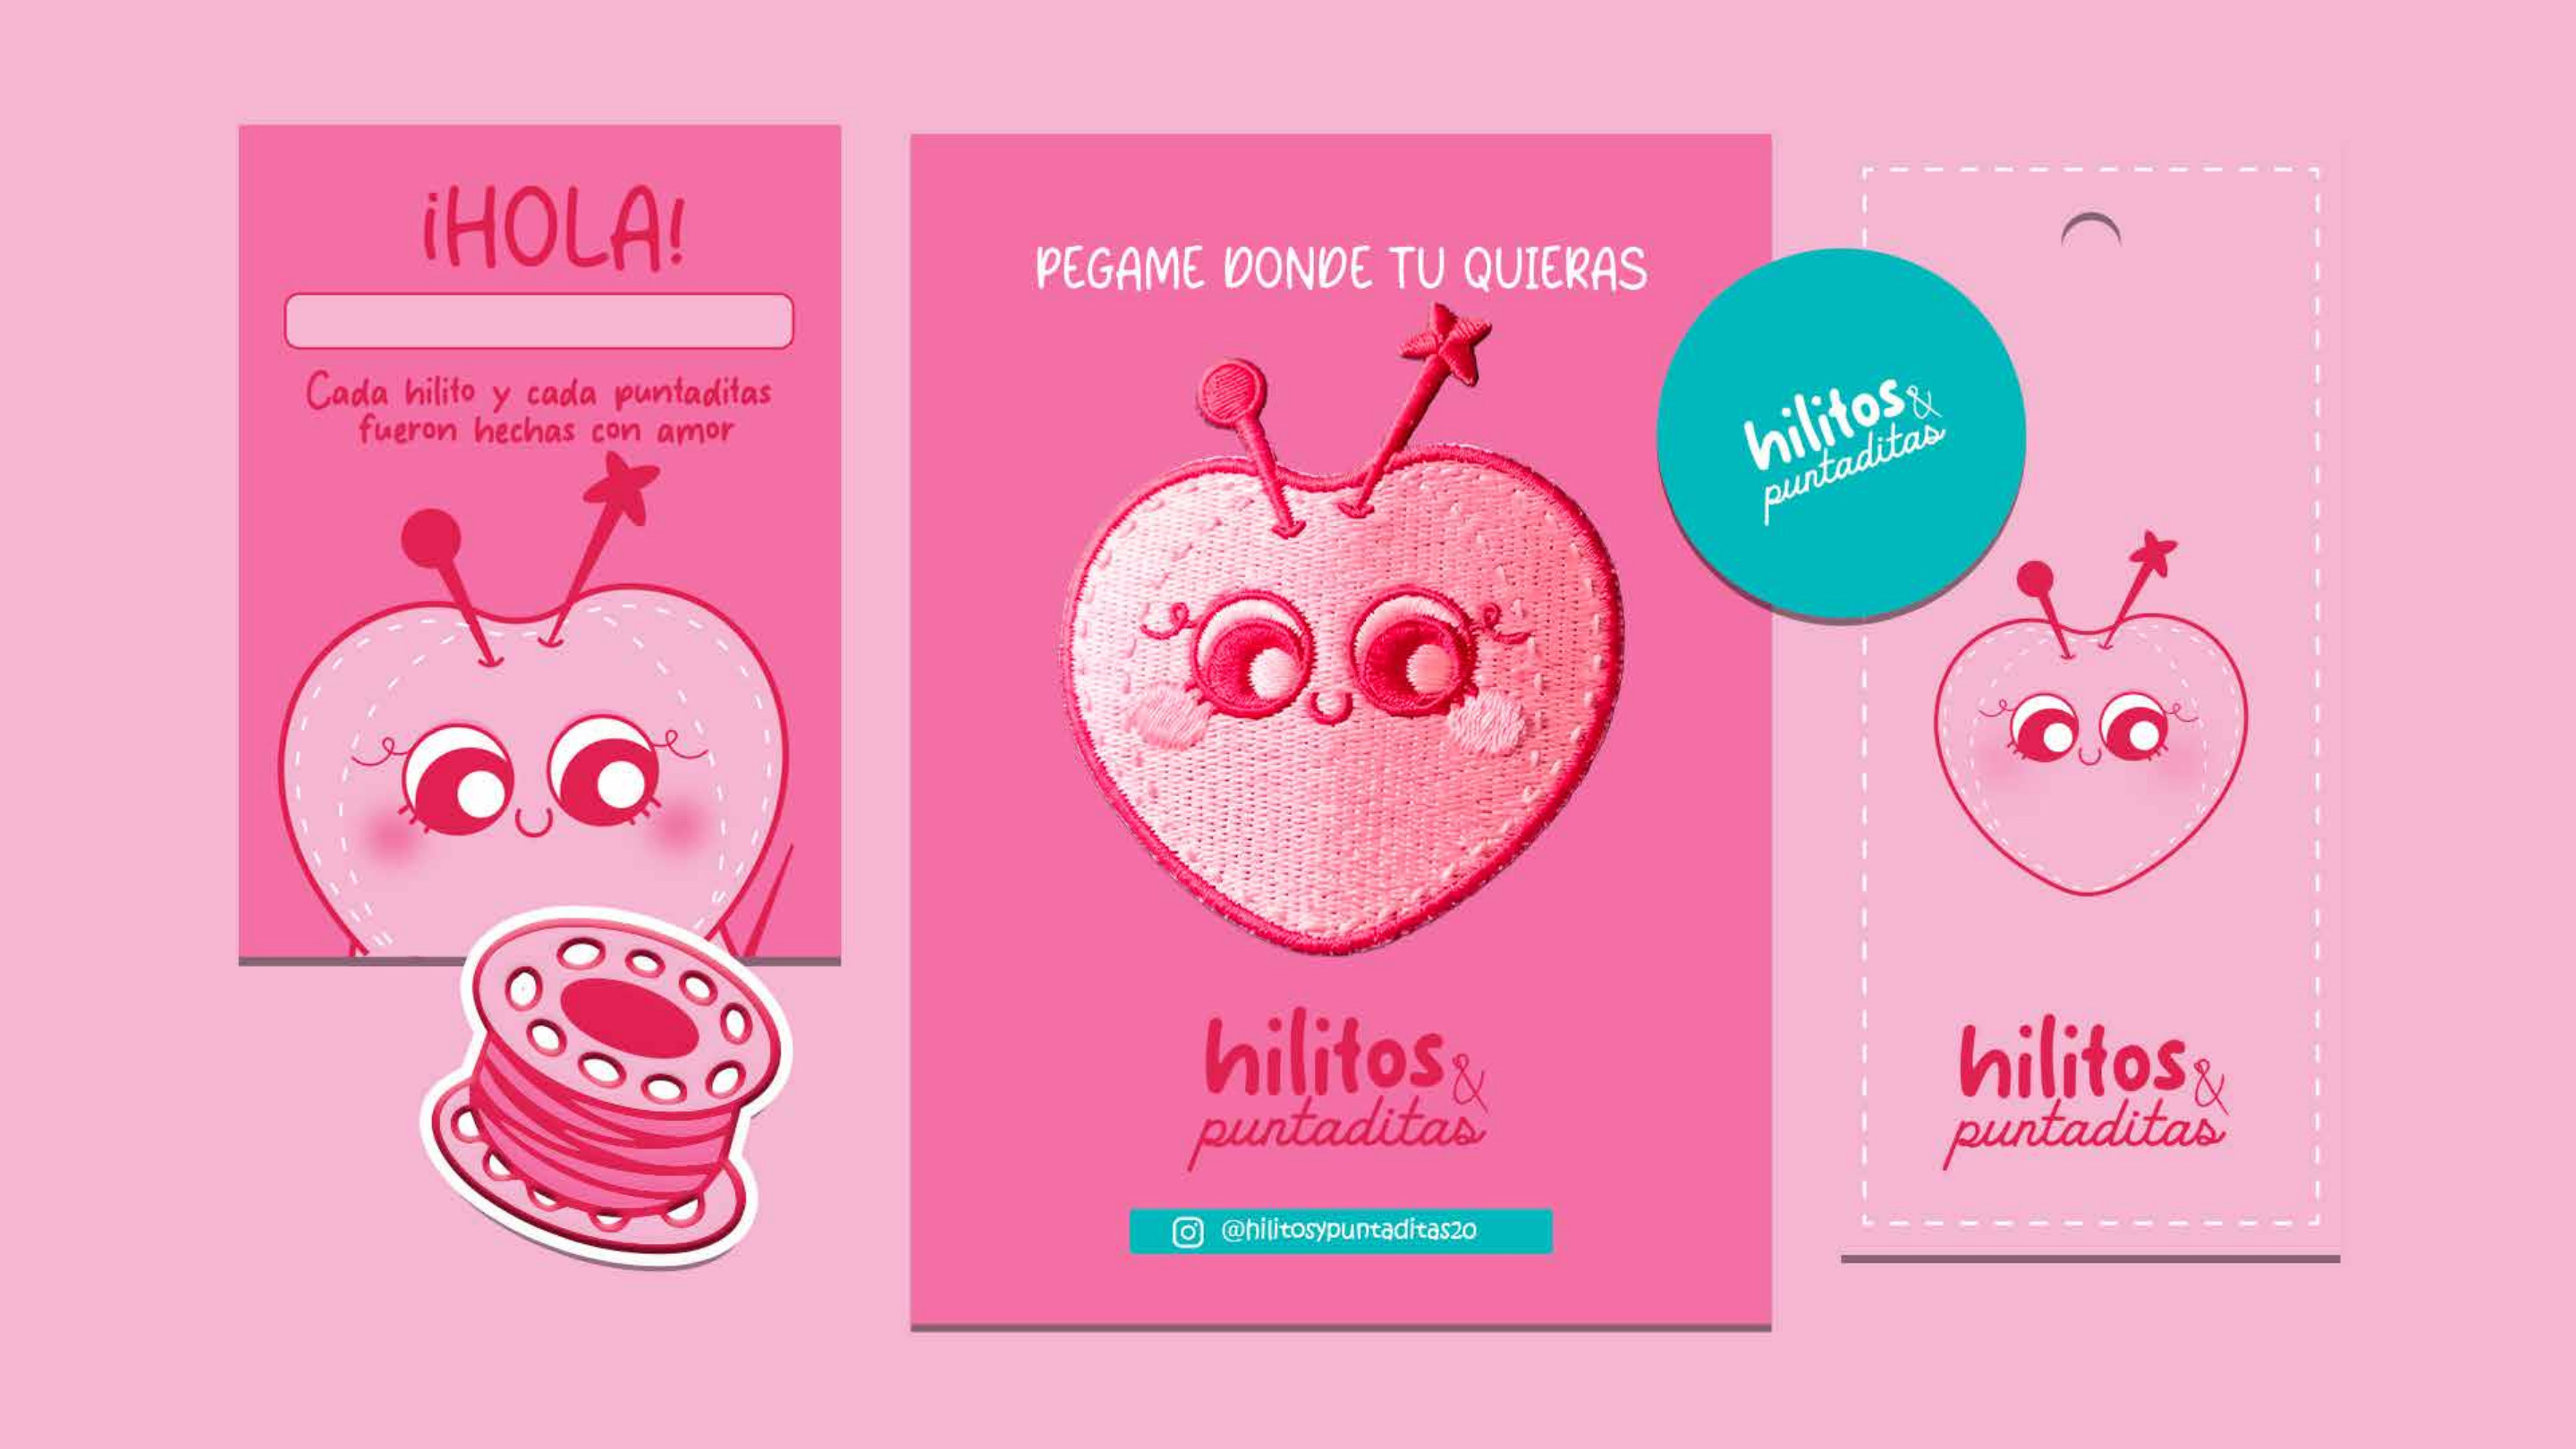 ¡HOLA!
Cada hilito y cada puntaditas
fueron hechas con amor
PEGAME DONDE TU QUIERAS
hilitos &
puntaditas
@hilitosypuntaditas20
hilitos &
puntaditas
hilitos &
puntaditas